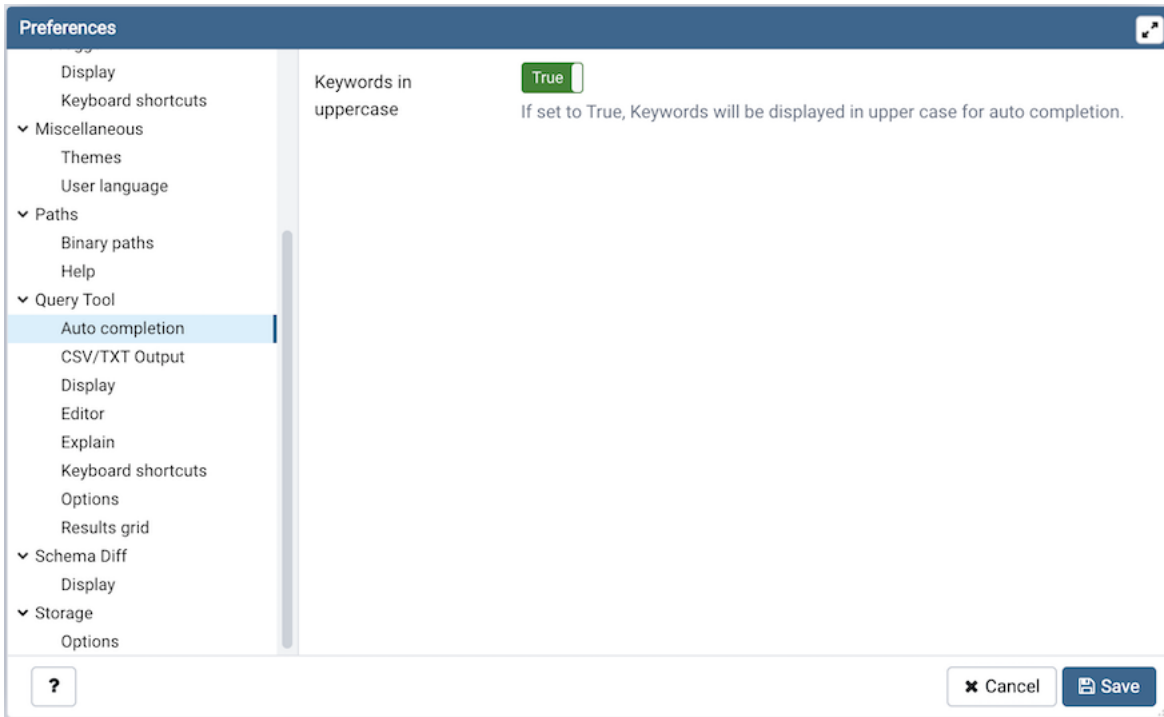 Preferences
Display
Keyboard shortcuts
Miscellaneous
Themes
User language
Paths
Binary paths
Help
Query Tool
Auto completion
CSV/TXT Output
Display
Editor
Explain
Keyboard shortcuts
Options
Results grid
Schema Diff
Display
Storage
Options
Keywords in
uppercase
True
If set to True, Keywords will be displayed in upper case for auto completion.
?
Cancel
Save